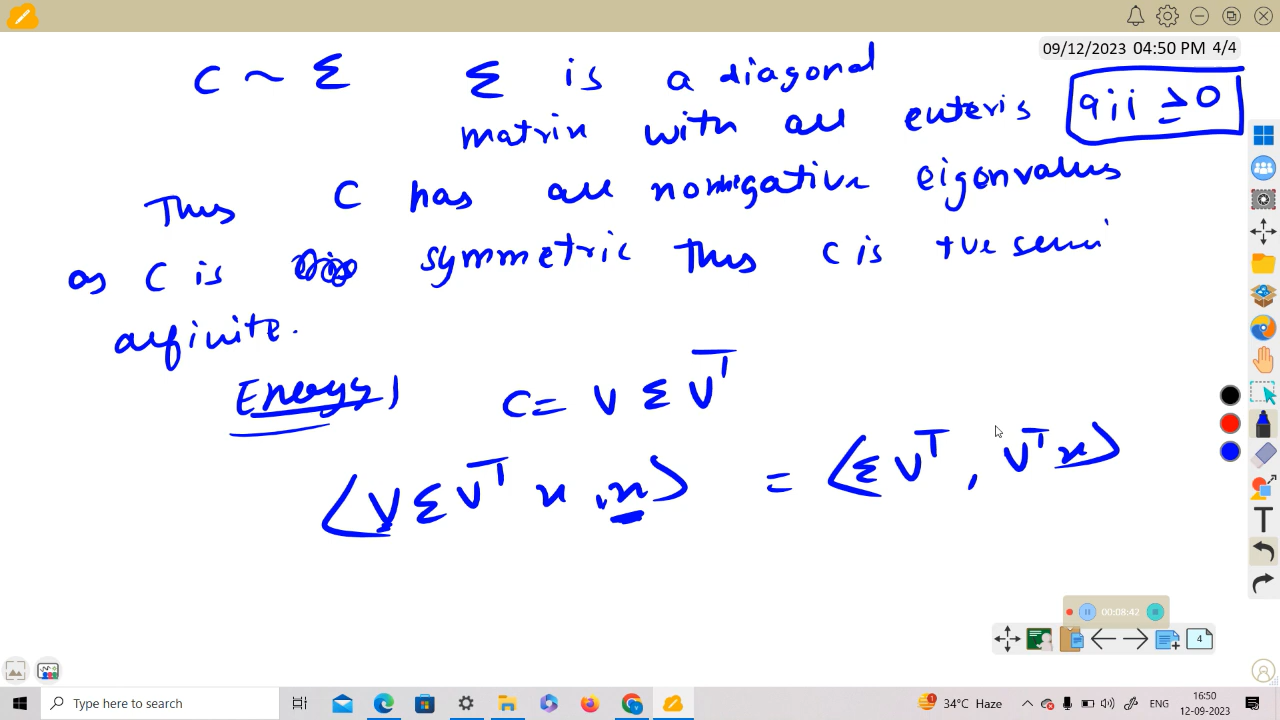 09/12/2023 04:50 PM 4/4
C ~ Σ Σ is a diagonal
matrix with all enteris aii ≥ 0
Thus C has all nonnegative eigenvalues
as C is symmetric Thus C is +ve semi
definite.
Energy C = V Σ V^T
⟨V Σ V^T x, x⟩ = ⟨Σ V^T, V^T x⟩
00:08:42
4
Type here to search
34°C Haze
ENG
16:50
12-09-2023